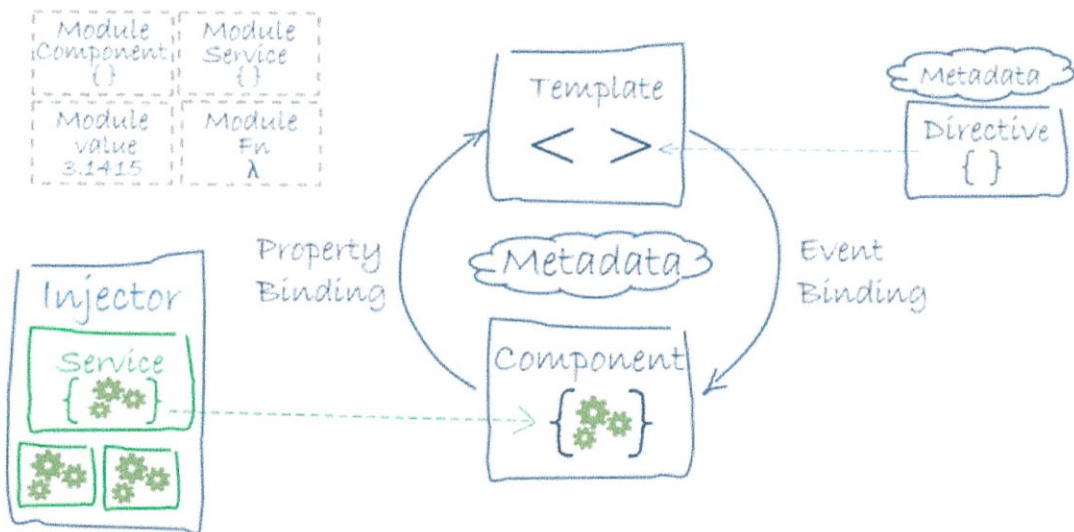 Module
Component
{ }
Module
Service
{ }
Module
value
3.1415
Module
Fn
λ
Template
< >
Metadata
Directive
{ }
Property
Binding
Metadata
Event
Binding
Injector
Service
{ }
Component
{ }